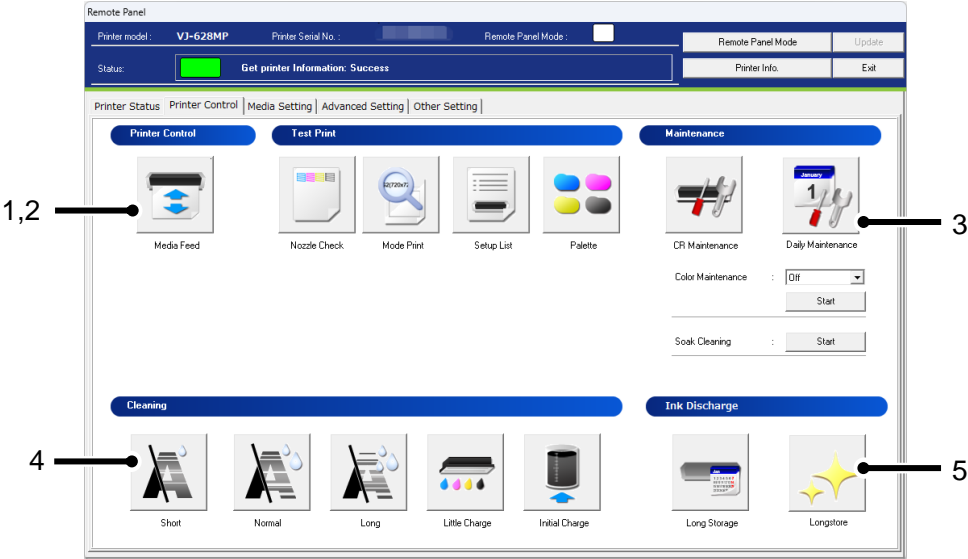 Remote Panel
Printer model : VJ-628MP Printer Serial No. : Remote Panel Mode :
Remote Panel Mode Update
Status: Get printer Information: Success
Printer Info. Exit
Printer Status Printer Control Media Setting Advanced Setting Other Setting
Printer Control Test Print Maintenance
1,2
3
Media Feed Nozzle Check Mode Print Setup List Palette CR Maintenance Daily Maintenance
Color Maintenance : Off
Start
Soak Cleaning : Start
Cleaning Ink Discharge
4
5
Short Normal Long Little Charge Initial Charge Long Storage Longstore